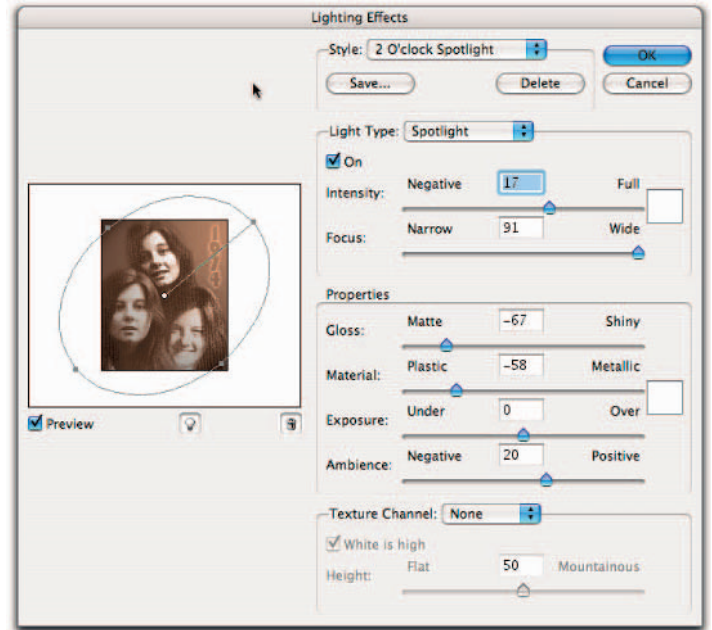 Lighting Effects
Style: 2 O'clock Spotlight
OK
Save...
Delete
Cancel
Light Type: Spotlight
On
Intensity: Negative 17 Full
Focus: Narrow 91 Wide
Properties
Gloss: Matte -67 Shiny
Material: Plastic -58 Metallic
Exposure: Under 0 Over
Ambience: Negative 20 Positive
Preview
1974
Texture Channel: None
White is high
Height: Flat 50 Mountainous